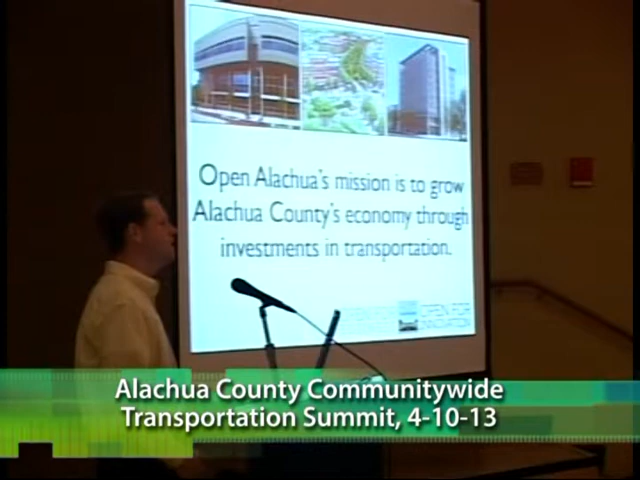 Open Alachua's mission is to grow
Alachua County's economy through
investments in transportation.
Alachua County Communitywide
Transportation Summit, 4-10-13